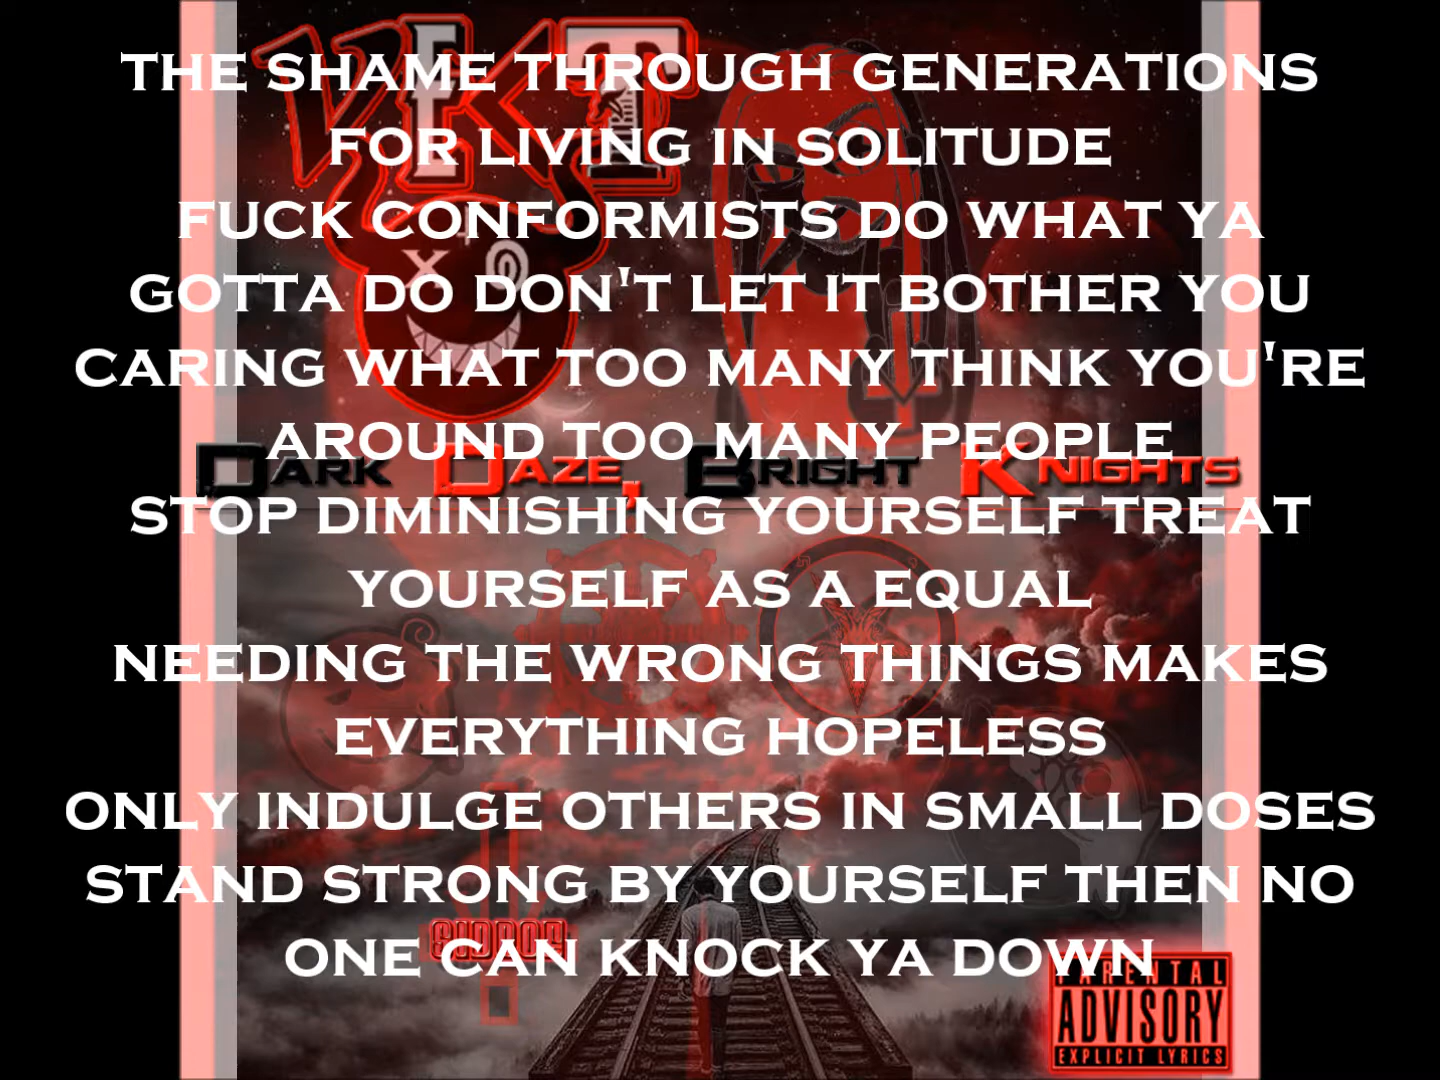 VKT
THE SHAME THROUGH GENERATIONS
FOR LIVING IN SOLITUDE
FUCK CONFORMISTS DO WHAT YA
GOTTA DO DON'T LET IT BOTHER YOU
CARING WHAT TOO MANY THINK YOU'RE
AROUND TOO MANY PEOPLE
DARK DAZE, BRIGHT KNIGHTS
STOP DIMINISHING YOURSELF TREAT
YOURSELF AS A EQUAL
NEEDING THE WRONG THINGS MAKES
EVERYTHING HOPELESS
ONLY INDULGE OTHERS IN SMALL DOSES
STAND STRONG BY YOURSELF THEN NO
ONE CAN KNOCK YA DOWN
PARENTAL
ADVISORY
EXPLICIT LYRICS